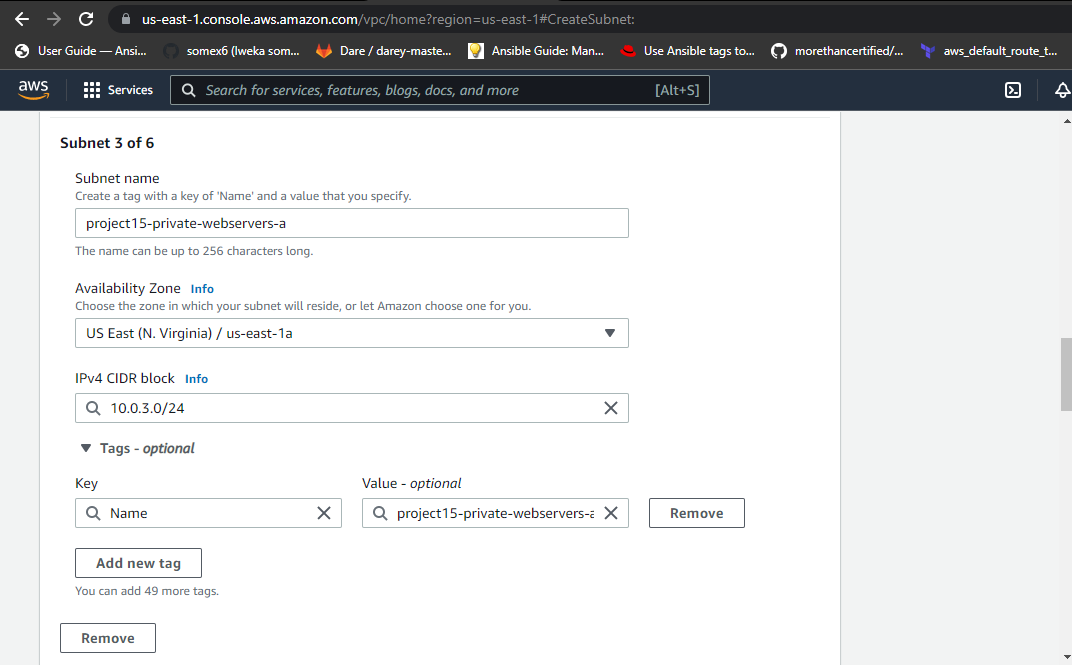 us-east-1.console.aws.amazon.com/vpc/home?region=us-east-1#CreateSubnet:
User Guide — Ansi... somex6 (lweka som... Dare / darey-maste... Ansible Guide: Man... Use Ansible tags to... morethancertified/... aws_default_route_t...
aws Services Search for services, features, blogs, docs, and more [Alt+S]
Subnet 3 of 6
Subnet name
Create a tag with a key of 'Name' and a value that you specify.
project15-private-webservers-a
The name can be up to 256 characters long.
Availability Zone Info
Choose the zone in which your subnet will reside, or let Amazon choose one for you.
US East (N. Virginia) / us-east-1a
IPv4 CIDR block Info
10.0.3.0/24
Tags - optional
Key Value - optional
Name project15-private-webservers-a Remove
Add new tag
You can add 49 more tags.
Remove